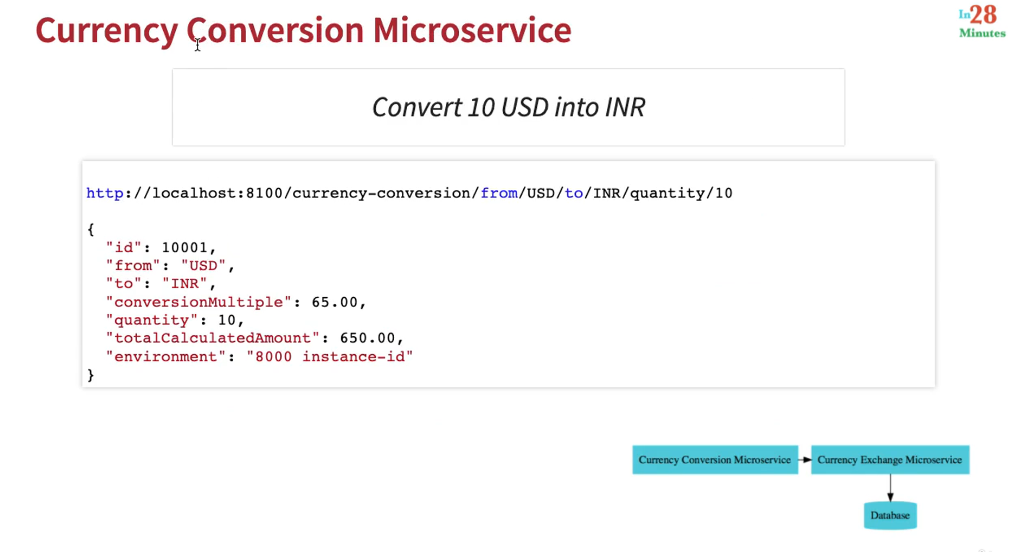 Currency Conversion Microservice
In28
Minutes
Convert 10 USD into INR
http://localhost:8100/currency-conversion/from/USD/to/INR/quantity/10
{
"id": 10001,
"from": "USD",
"to": "INR",
"conversionMultiple": 65.00,
"quantity": 10,
"totalCalculatedAmount": 650.00,
"environment": "8000 instance-id"
}
Currency Conversion Microservice
Currency Exchange Microservice
Database